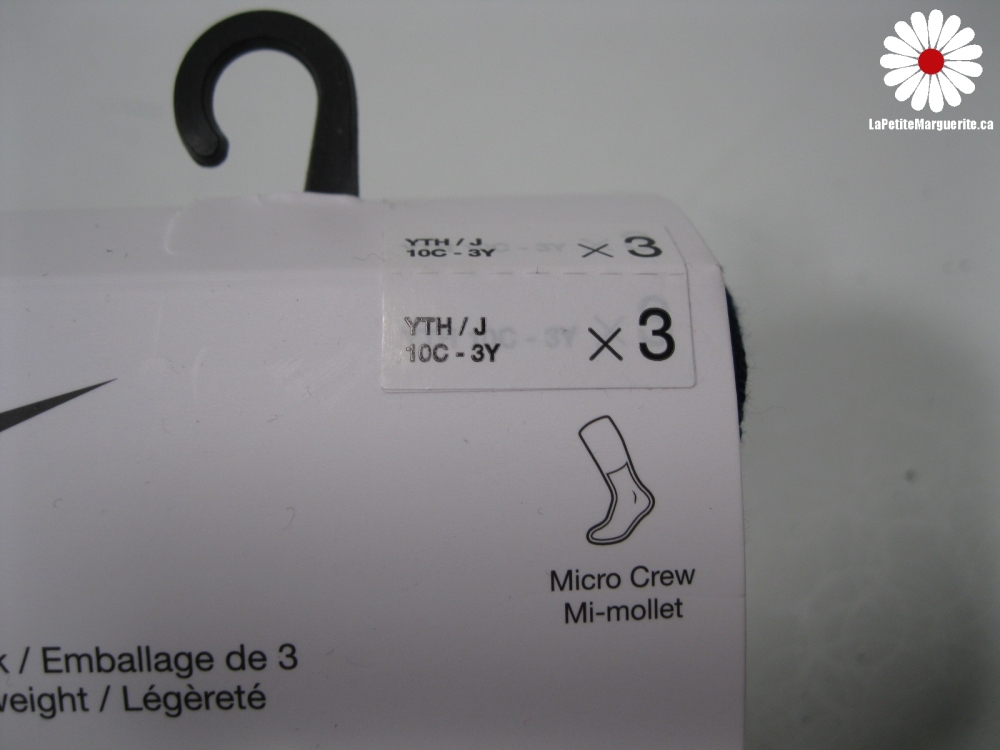 LaPetiteMarguerite.ca
YTH / J
10C - 3Y
× 3
YTH / J
10C - 3Y
× 3
Micro Crew
Mi-mollet
k / Emballage de 3
weight / Légèreté